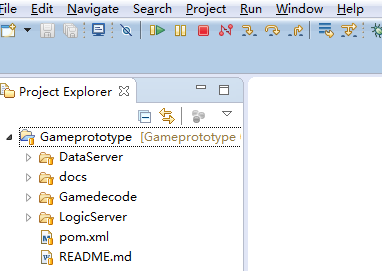 File Edit Navigate Search Project Run Window Help
Project Explorer
Gameprototype [Gameprototype
DataServer
docs
Gamedecode
LogicServer
pom.xml
README.md